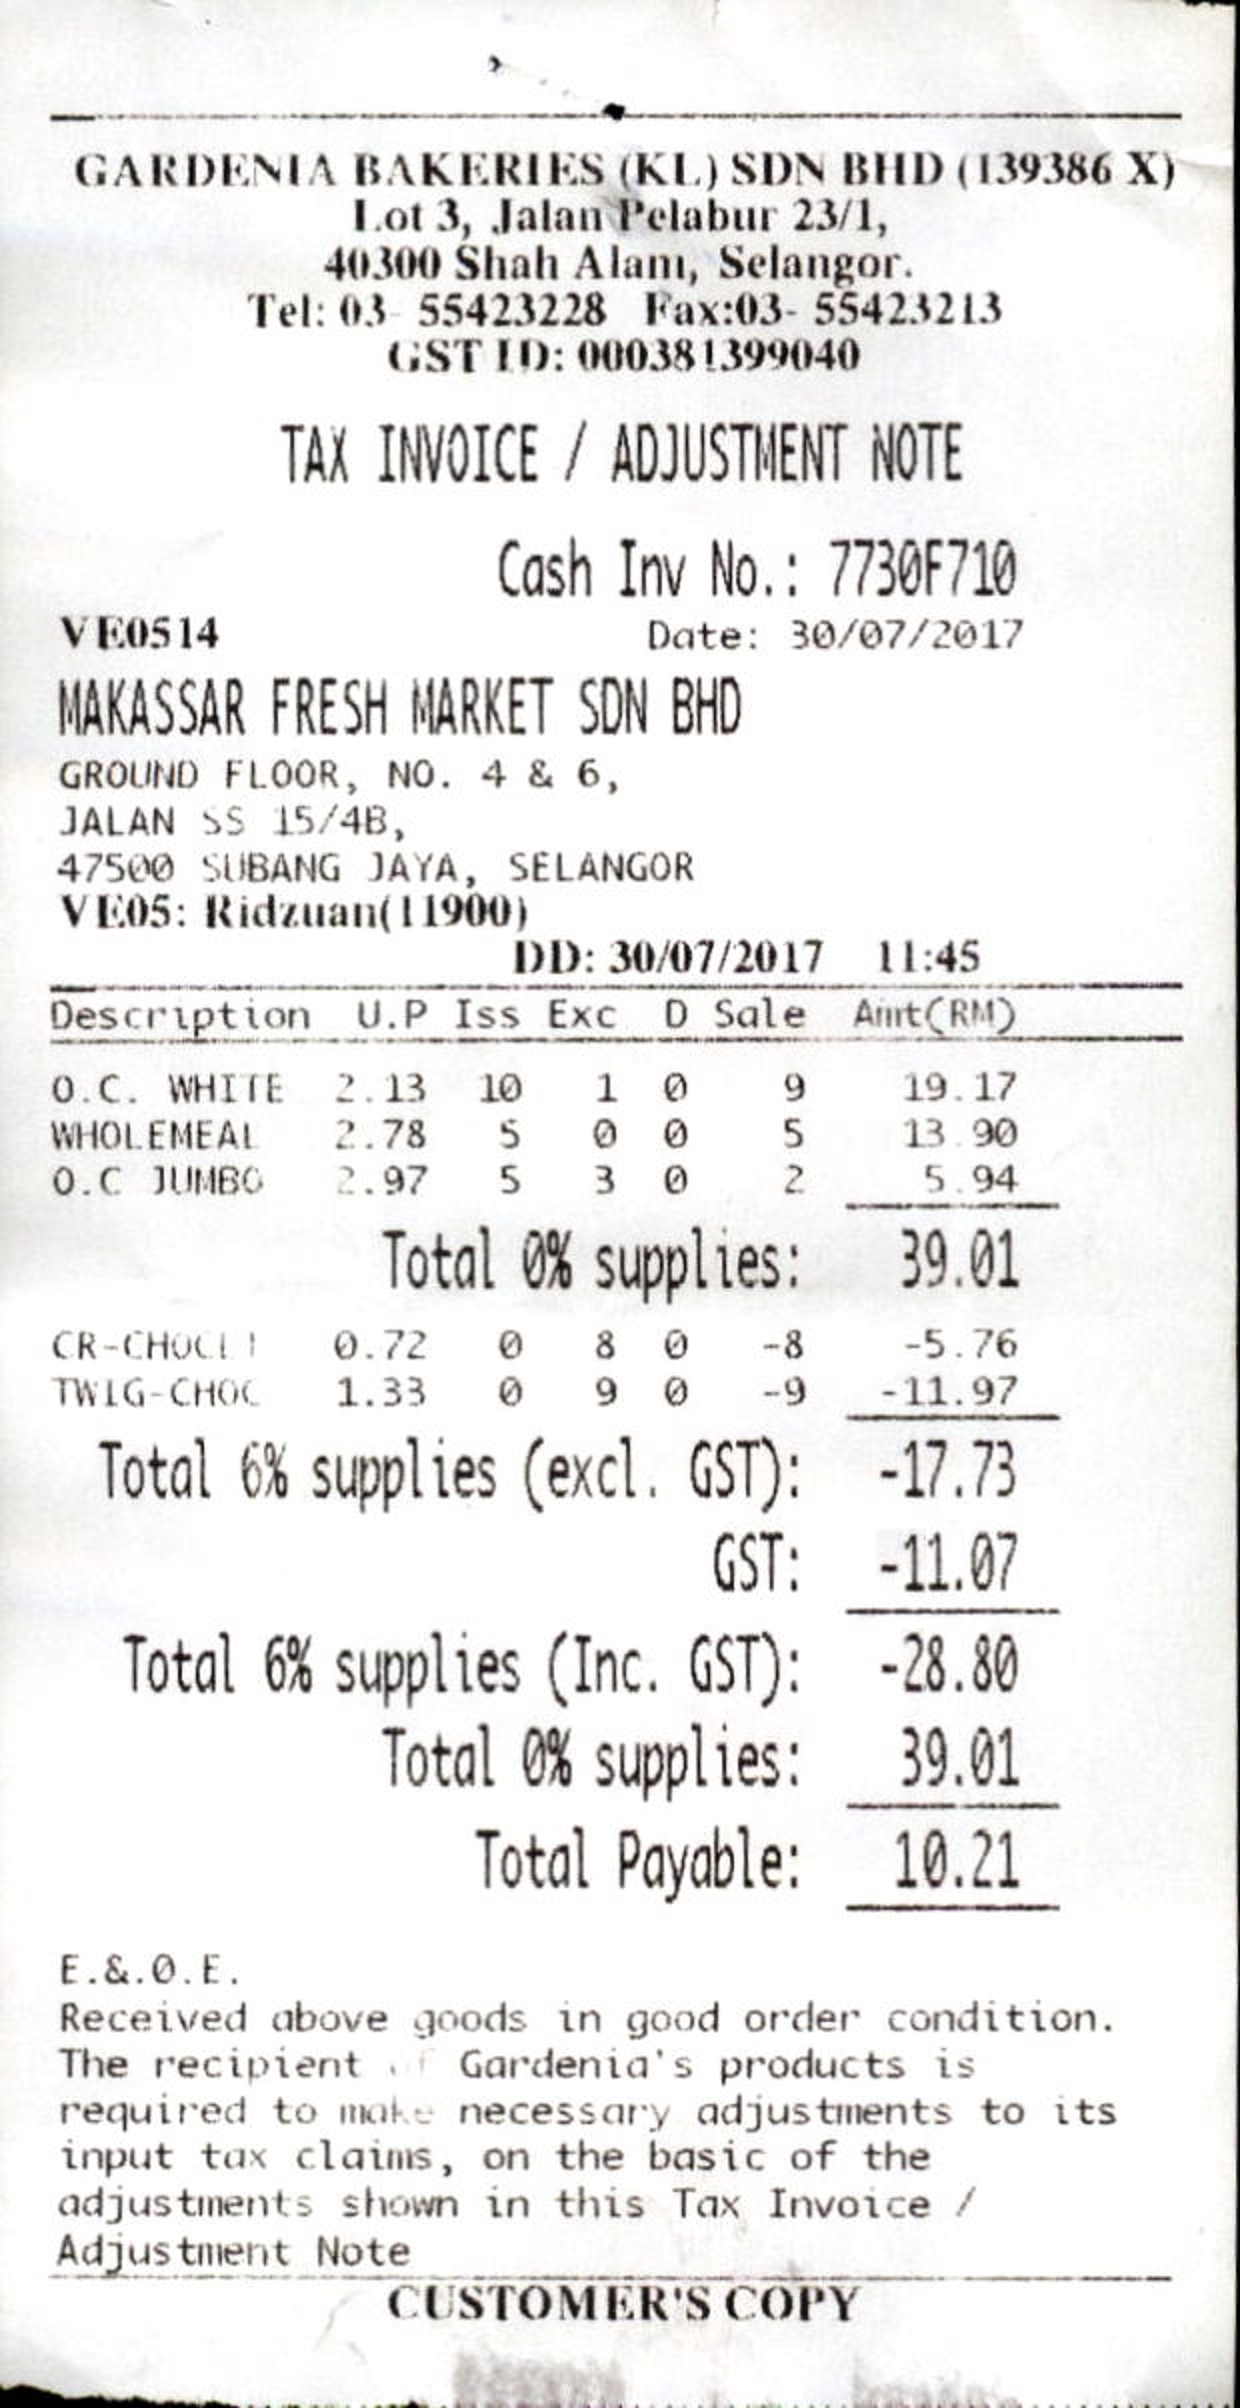 GARDENIA BAKERIES (KL) SDN BHD (139386 X)
Lot 3, Jalan Pelabur 23/1,
40300 Shah Alam, Selangor.
Tel: 03- 55423228 Fax:03- 55423213
GST ID: 000381399040
TAX INVOICE / ADJUSTMENT NOTE
Cash Inv No.: 7730F710
VE0514 Date: 30/07/2017
MAKASSAR FRESH MARKET SDN BHD
GROUND FLOOR, NO. 4 & 6,
JALAN SS 15/4B,
47500 SUBANG JAYA, SELANGOR
VE05: Ridzuan(11900)
DD: 30/07/2017 11:45
Description U.P Iss Exc D Sale Amt(RM)
O.C. WHITE 2.13 10 1 0 9 19.17
WHOLEMEAL 2.78 5 0 0 5 13.90
O.C JUMBO 2.97 5 3 0 2 5.94
Total 0% supplies: 39.01
0.72 0 8 0 -8 -5.76
TWIG-CHOC 1.33 0 9 0 -9 -11.97
Total 6% supplies (excl. GST): -17.73
GST: -11.07
Total 6% supplies (Inc. GST): -28.80
Total 0% supplies: 39.01
Total Payable: 10.21
E.&.O.E.
Received above goods in good order condition.
The recipient of Gardenia's products is
required to make necessary adjustments to its
input tax claims, on the basic of the
adjustments shown in this Tax Invoice /
Adjustment Note
CUSTOMER'S COPY